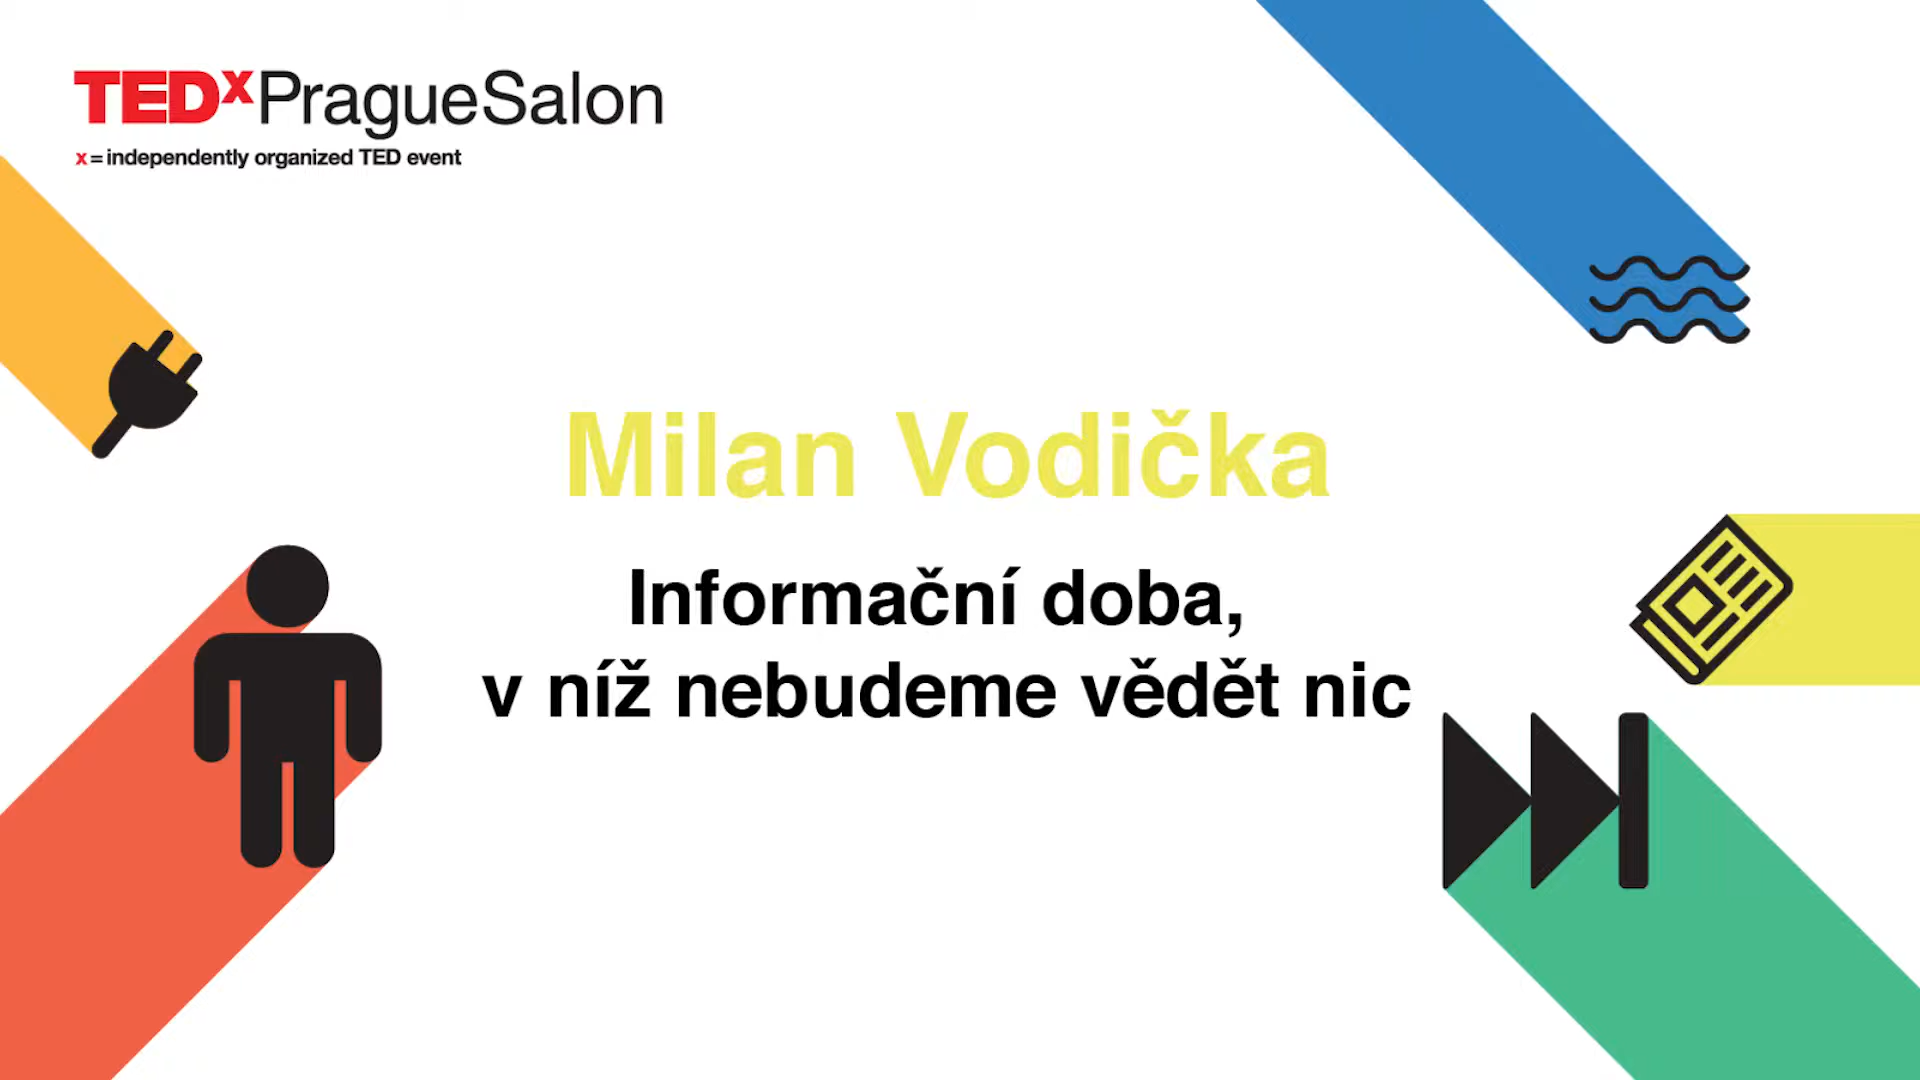 TEDxPragueSalon
x = independently organized TED event
Milan Vodička
Informační doba,
v níž nebudeme vědět nic